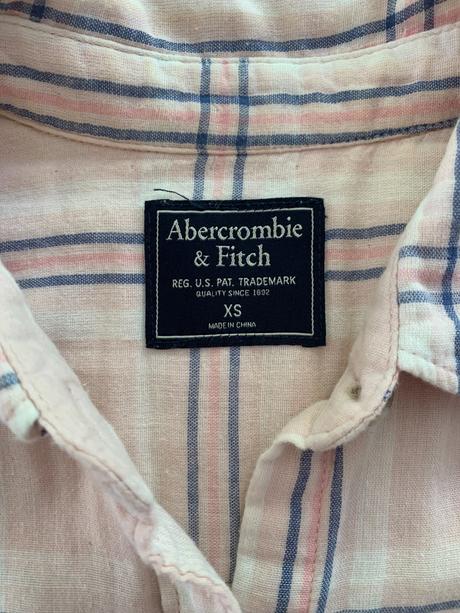 Abercrombie
& Fitch
REG. U.S. PAT. TRADEMARK
QUALITY SINCE 1892
XS
MADE IN CHINA